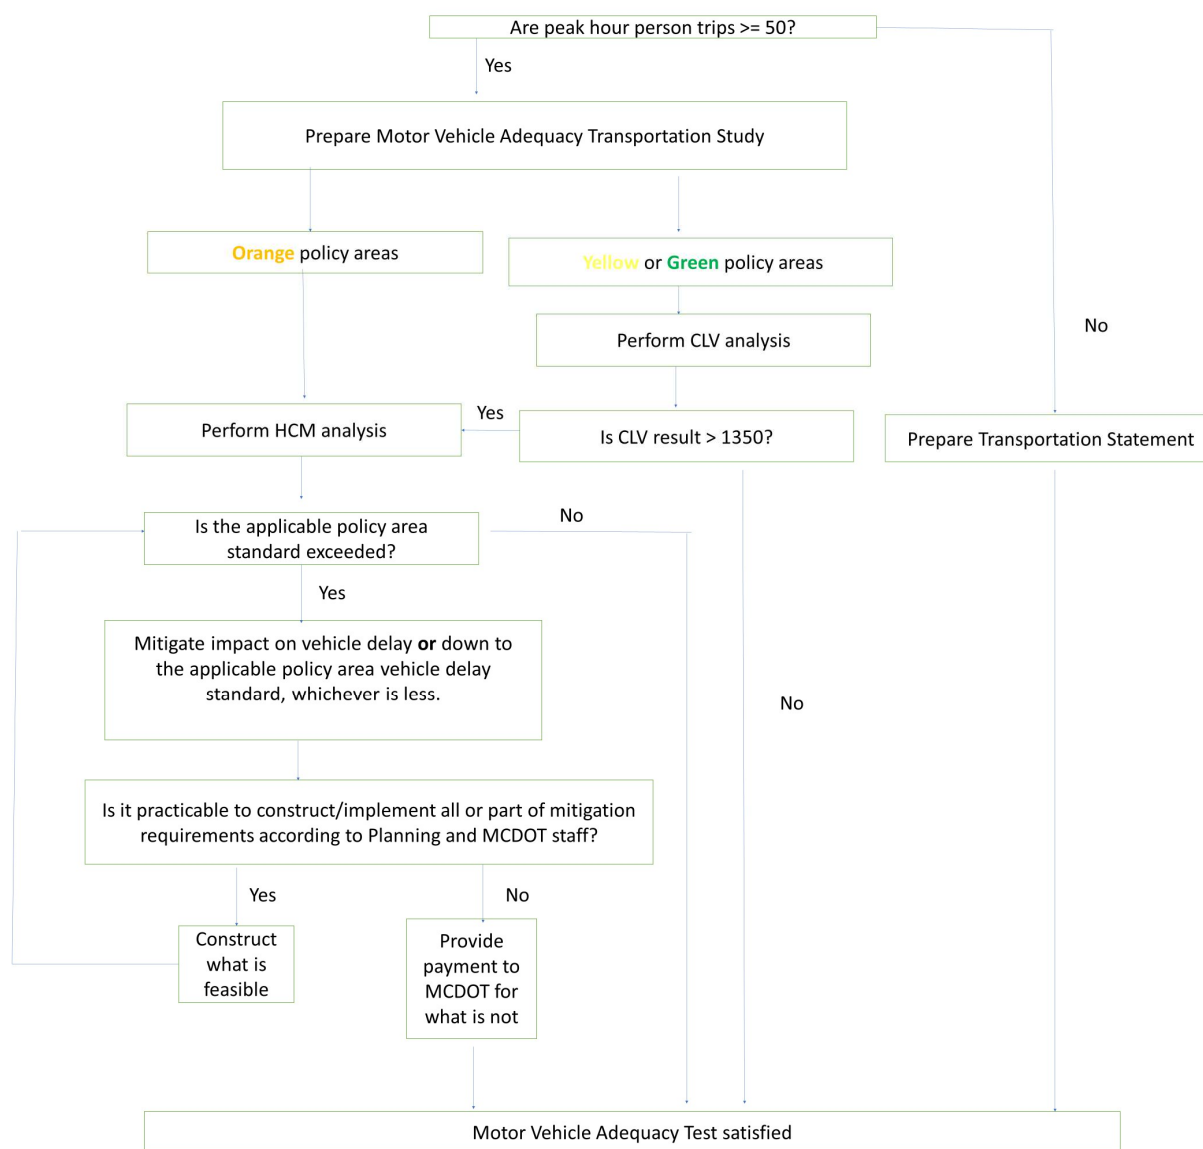 Are peak hour person trips >= 50?
Yes
Prepare Motor Vehicle Adequacy Transportation Study
Orange policy areas
Yellow or Green policy areas
No
Perform CLV analysis
Yes
Perform HCM analysis
Is CLV result > 1350?
Prepare Transportation Statement
Is the applicable policy area
standard exceeded?
No
Yes
Mitigate impact on vehicle delay or down to
the applicable policy area vehicle delay
standard, whichever is less.
No
Is it practicable to construct/implement all or part of mitigation
requirements according to Planning and MCDOT staff?
Yes
No
Construct
what is
feasible
Provide
payment to
MCDOT for
what is not
Motor Vehicle Adequacy Test satisfied